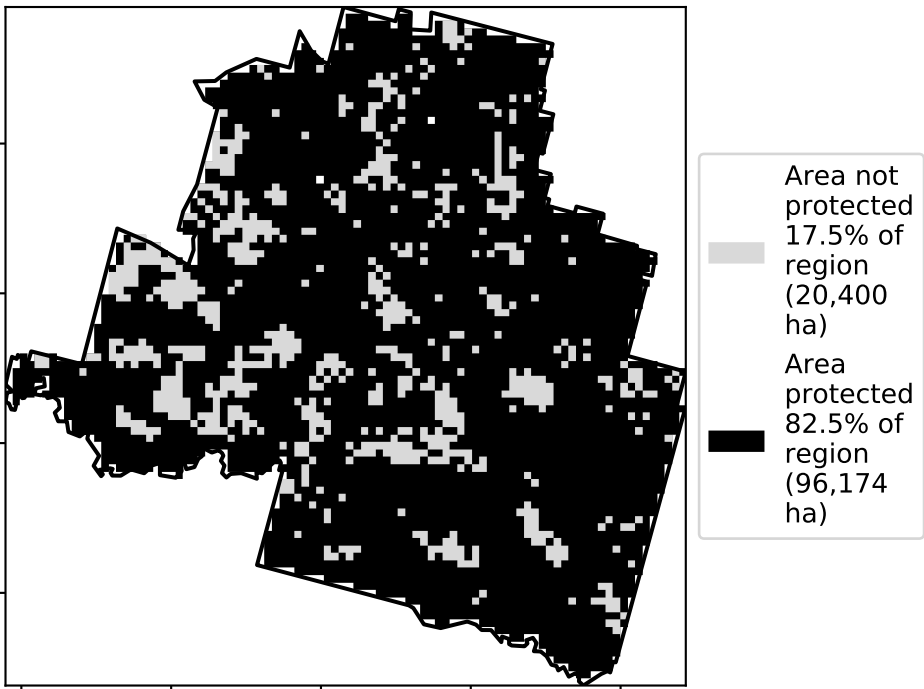 Area not
protected
17.5% of
region
(20,400
ha)
Area
protected
82.5% of
region
(96,174
ha)